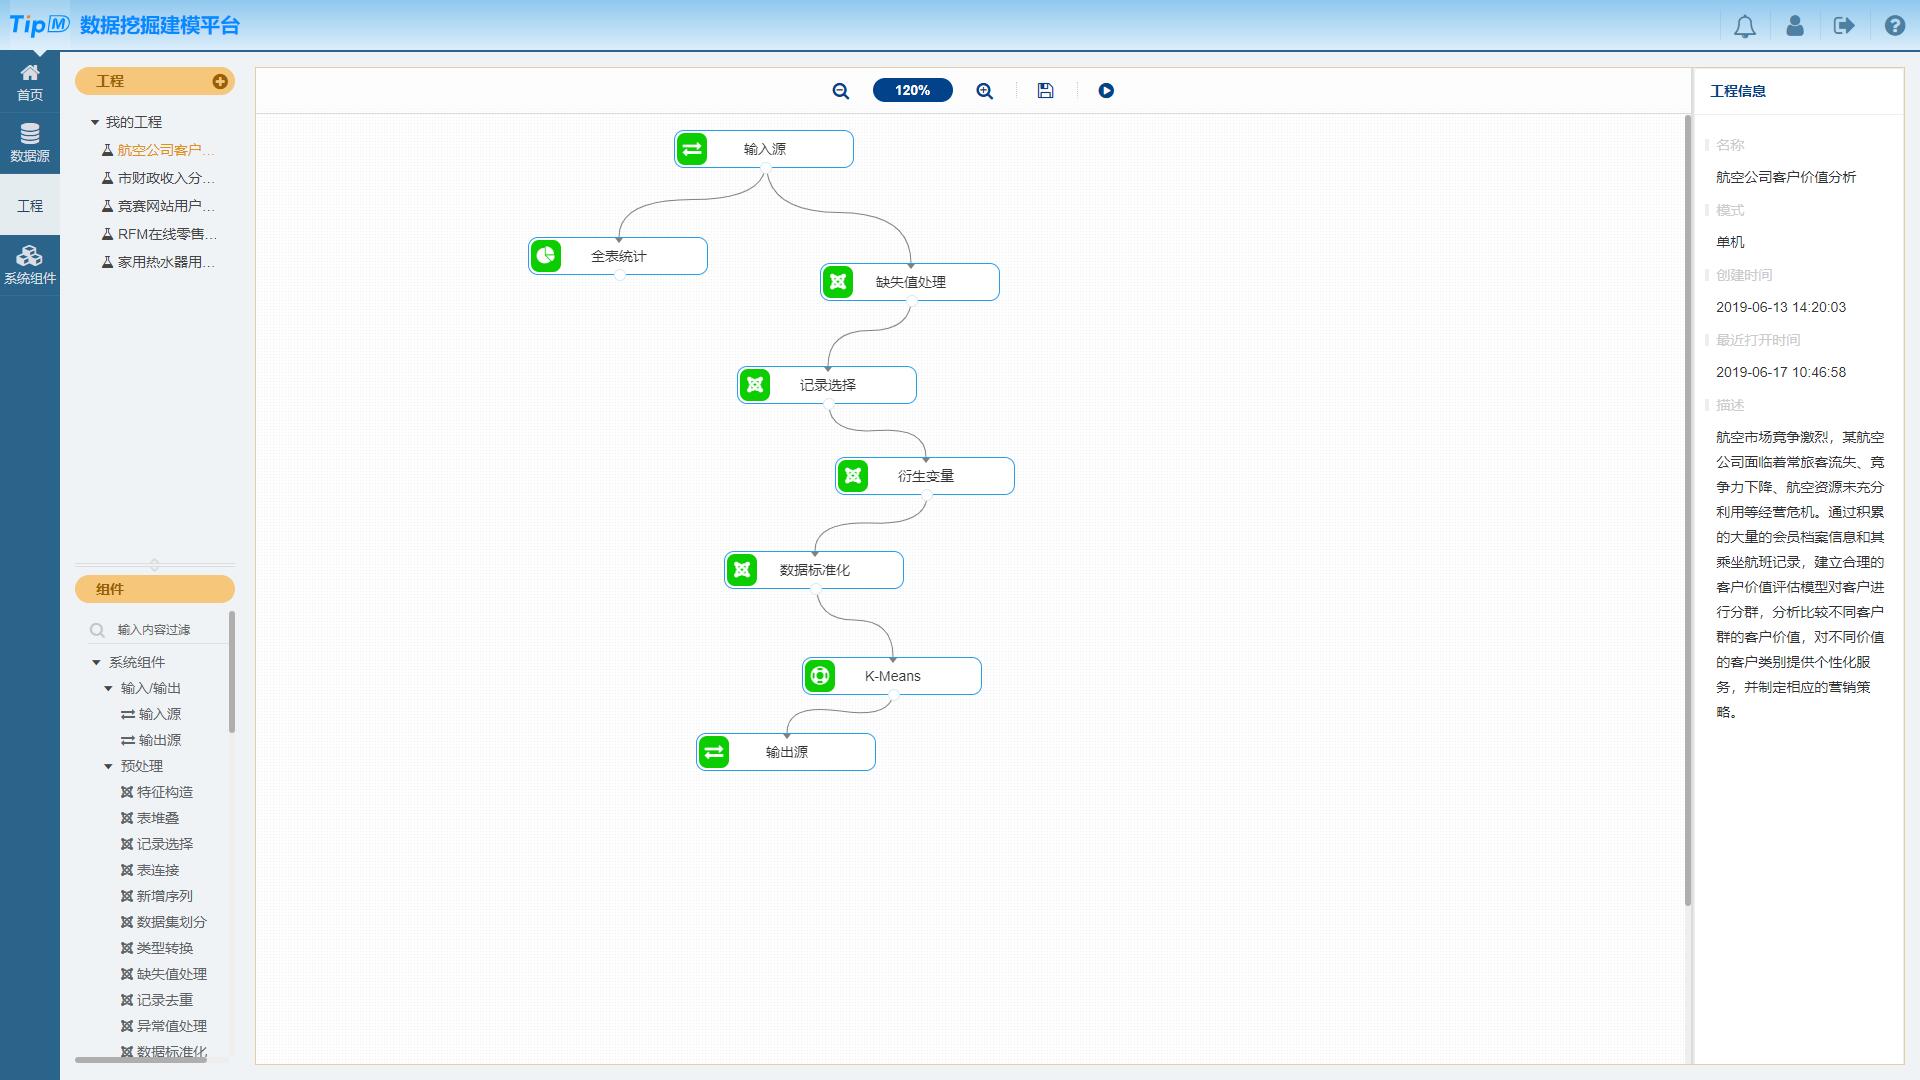 TipM 数据挖掘建模平台
首页
数据源
工程
系统组件
工程
我的工程
航空公司客户...
市财政收入分...
竞赛网站用户...
RFM在线零售...
家用热水器用...
组件
输入内容过滤
系统组件
输入/输出
输入源
输出源
预处理
特征构造
表堆叠
记录选择
表连接
新增序列
数据集划分
类型转换
缺失值处理
记录去重
异常值处理
数据标准化
120%
输入源
全表统计
缺失值处理
记录选择
衍生变量
数据标准化
K-Means
输出源
工程信息
名称
航空公司客户价值分析
模式
单机
创建时间
2019-06-13 14:20:03
最近打开时间
2019-06-17 10:46:58
描述
航空市场竞争激烈，某航空
公司面临着常旅客流失、竞
争力下降、航空资源未充分
利用等经营危机。通过积累
的大量的会员档案信息和其
乘坐航班记录，建立合理的
客户价值评估模型对客户进
行分群，分析比较不同客户
群的客户价值，对不同价值
的客户类别提供个性化服
务，并制定相应的营销策
略。